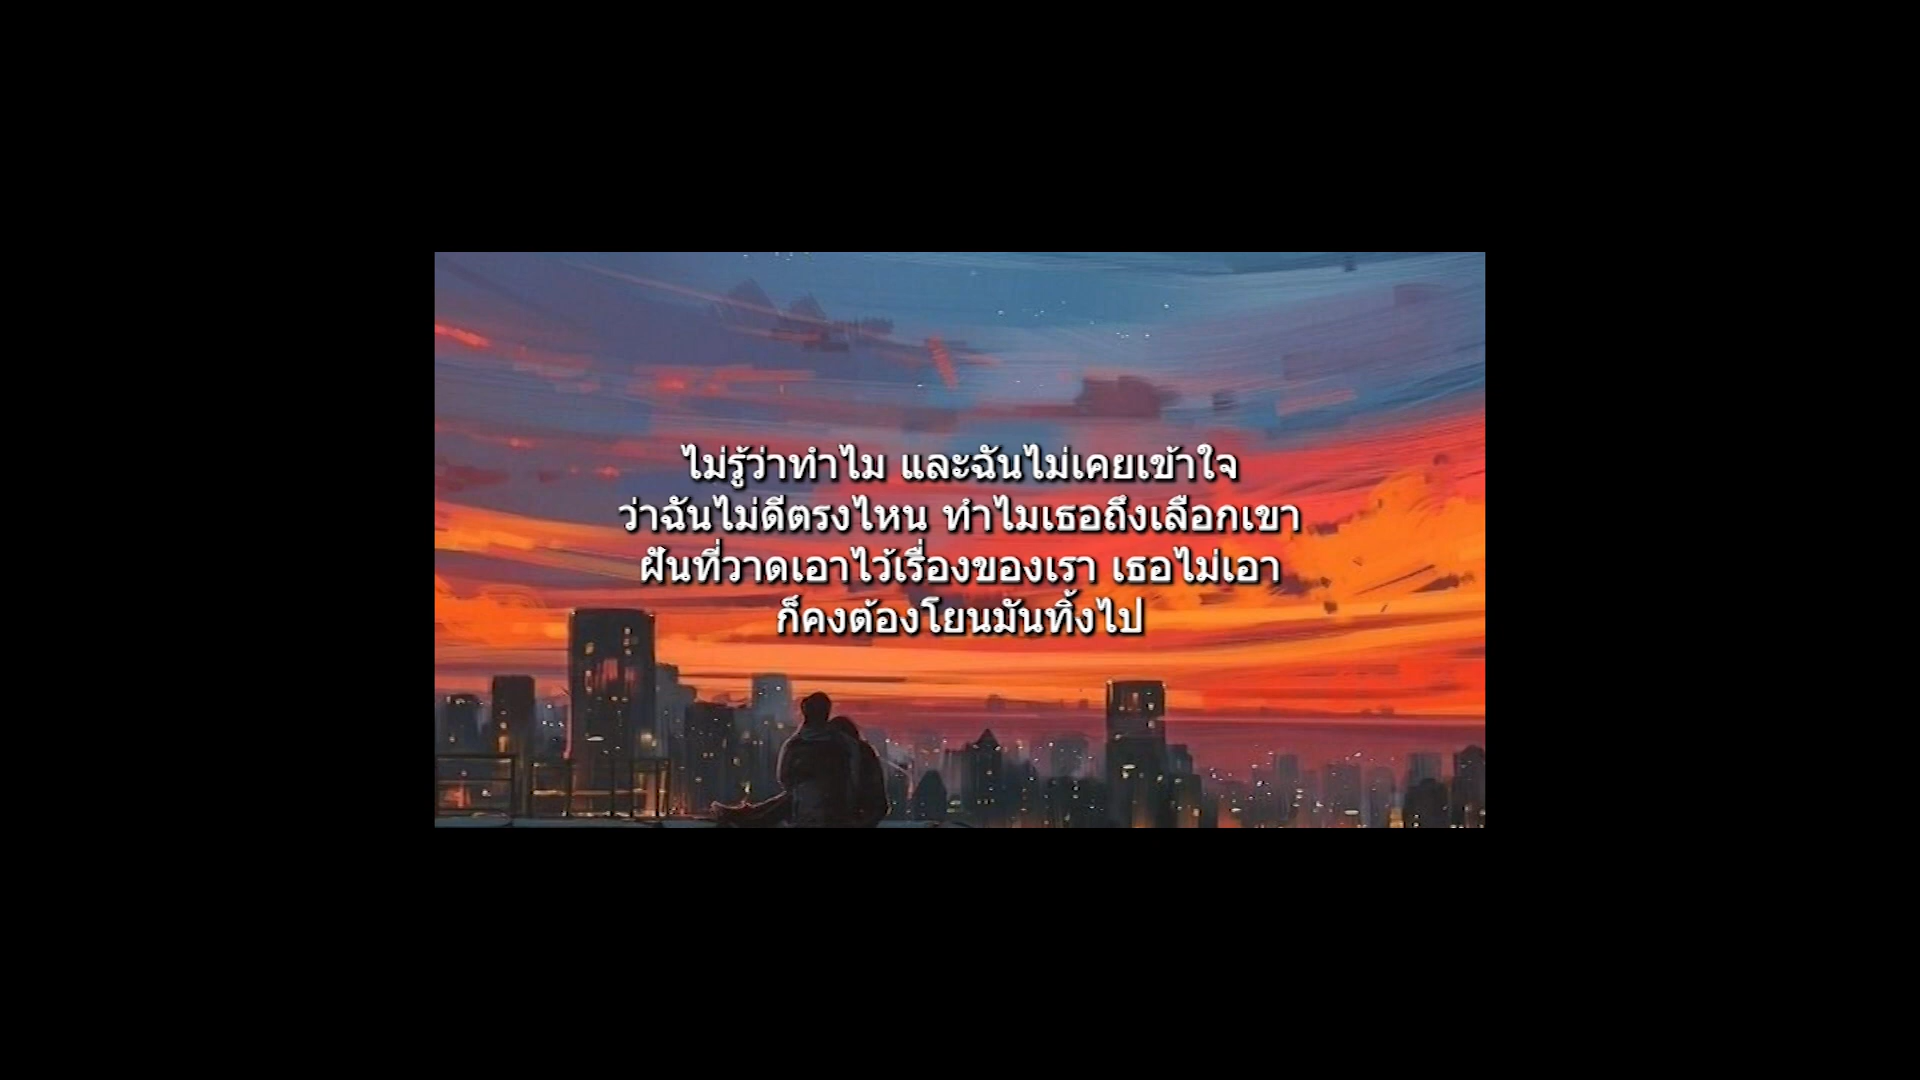 ไม่รู้ว่าทำไม และฉันไม่เคยเข้าใจ
ว่าฉันไม่ดีตรงไหน ทำไมเธอถึงเลือกเขา
ฝันที่วาดเอาไว้เรื่องของเรา เธอไม่เอา
ก็คงต้องโยนมันทิ้งไป